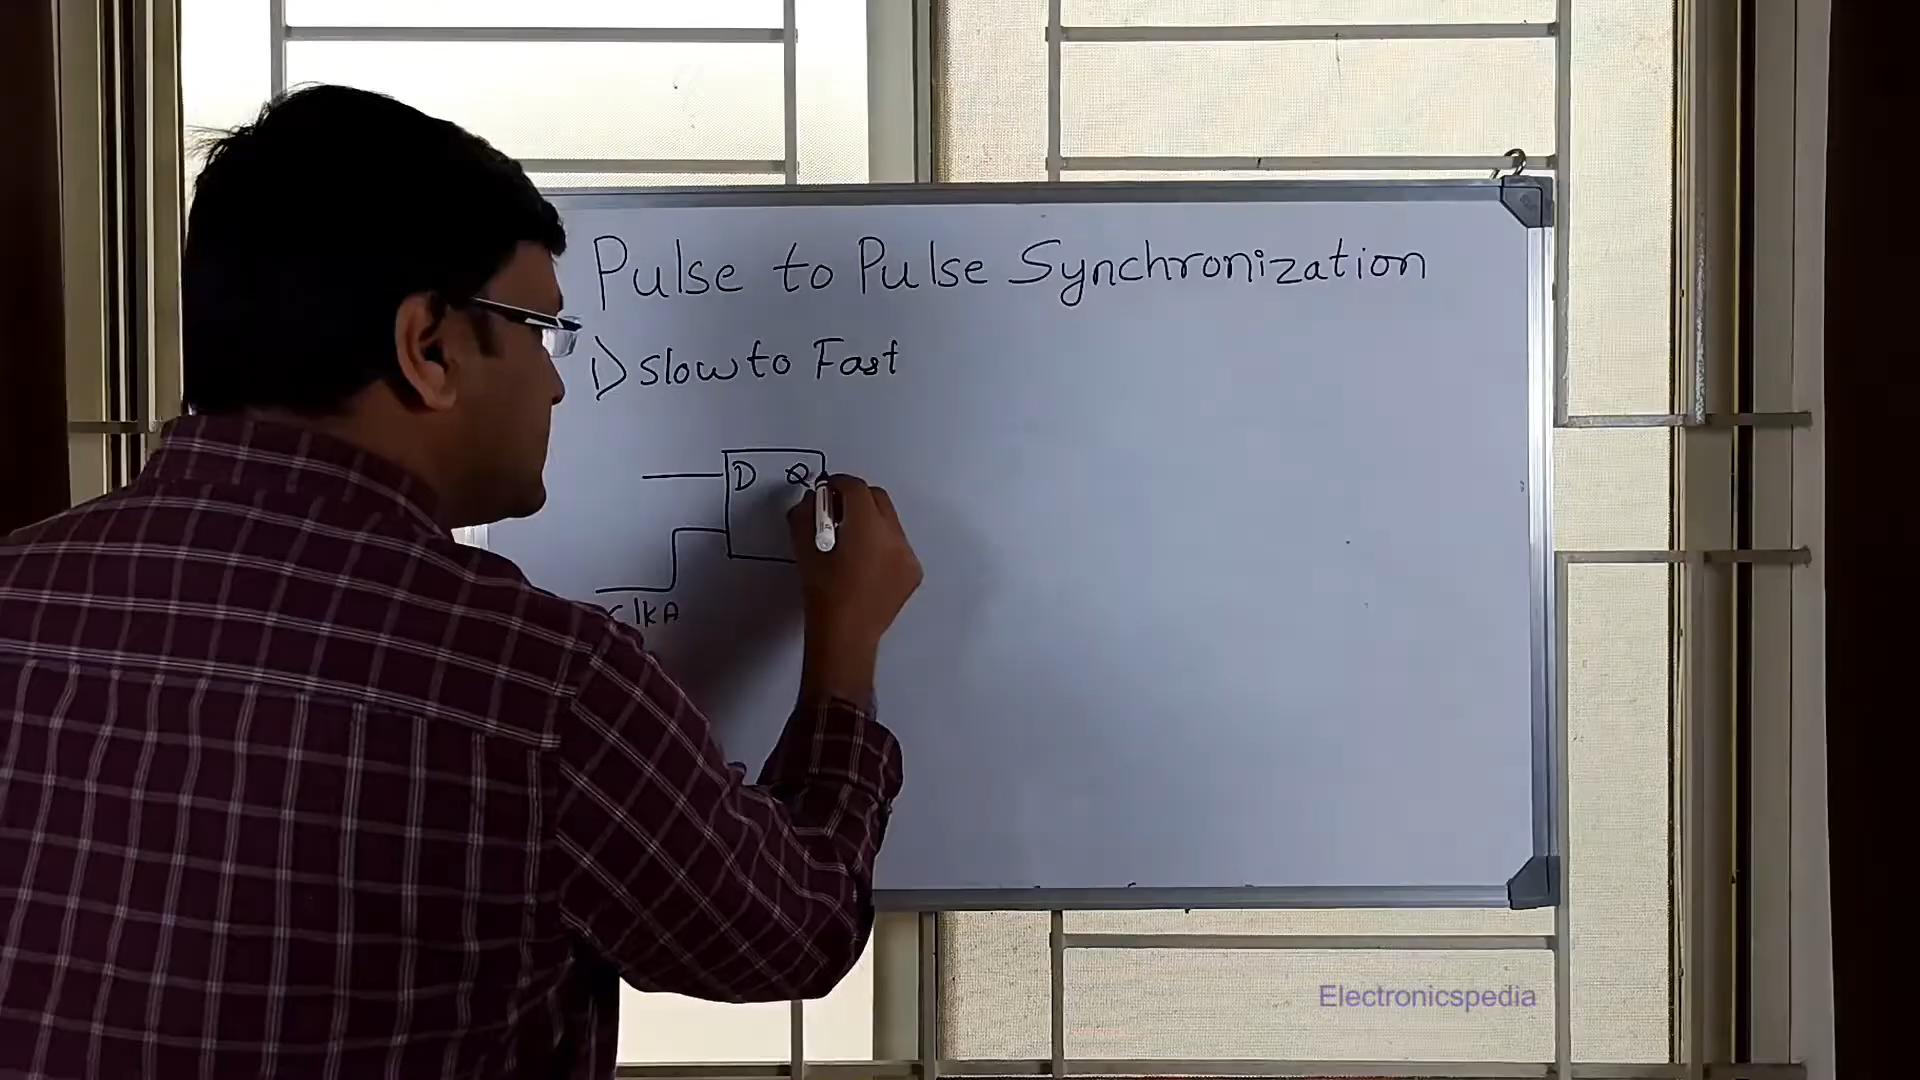 Pulse to Pulse Synchronization
1) Slow to Fast
D Q
clkA
Electronicspedia